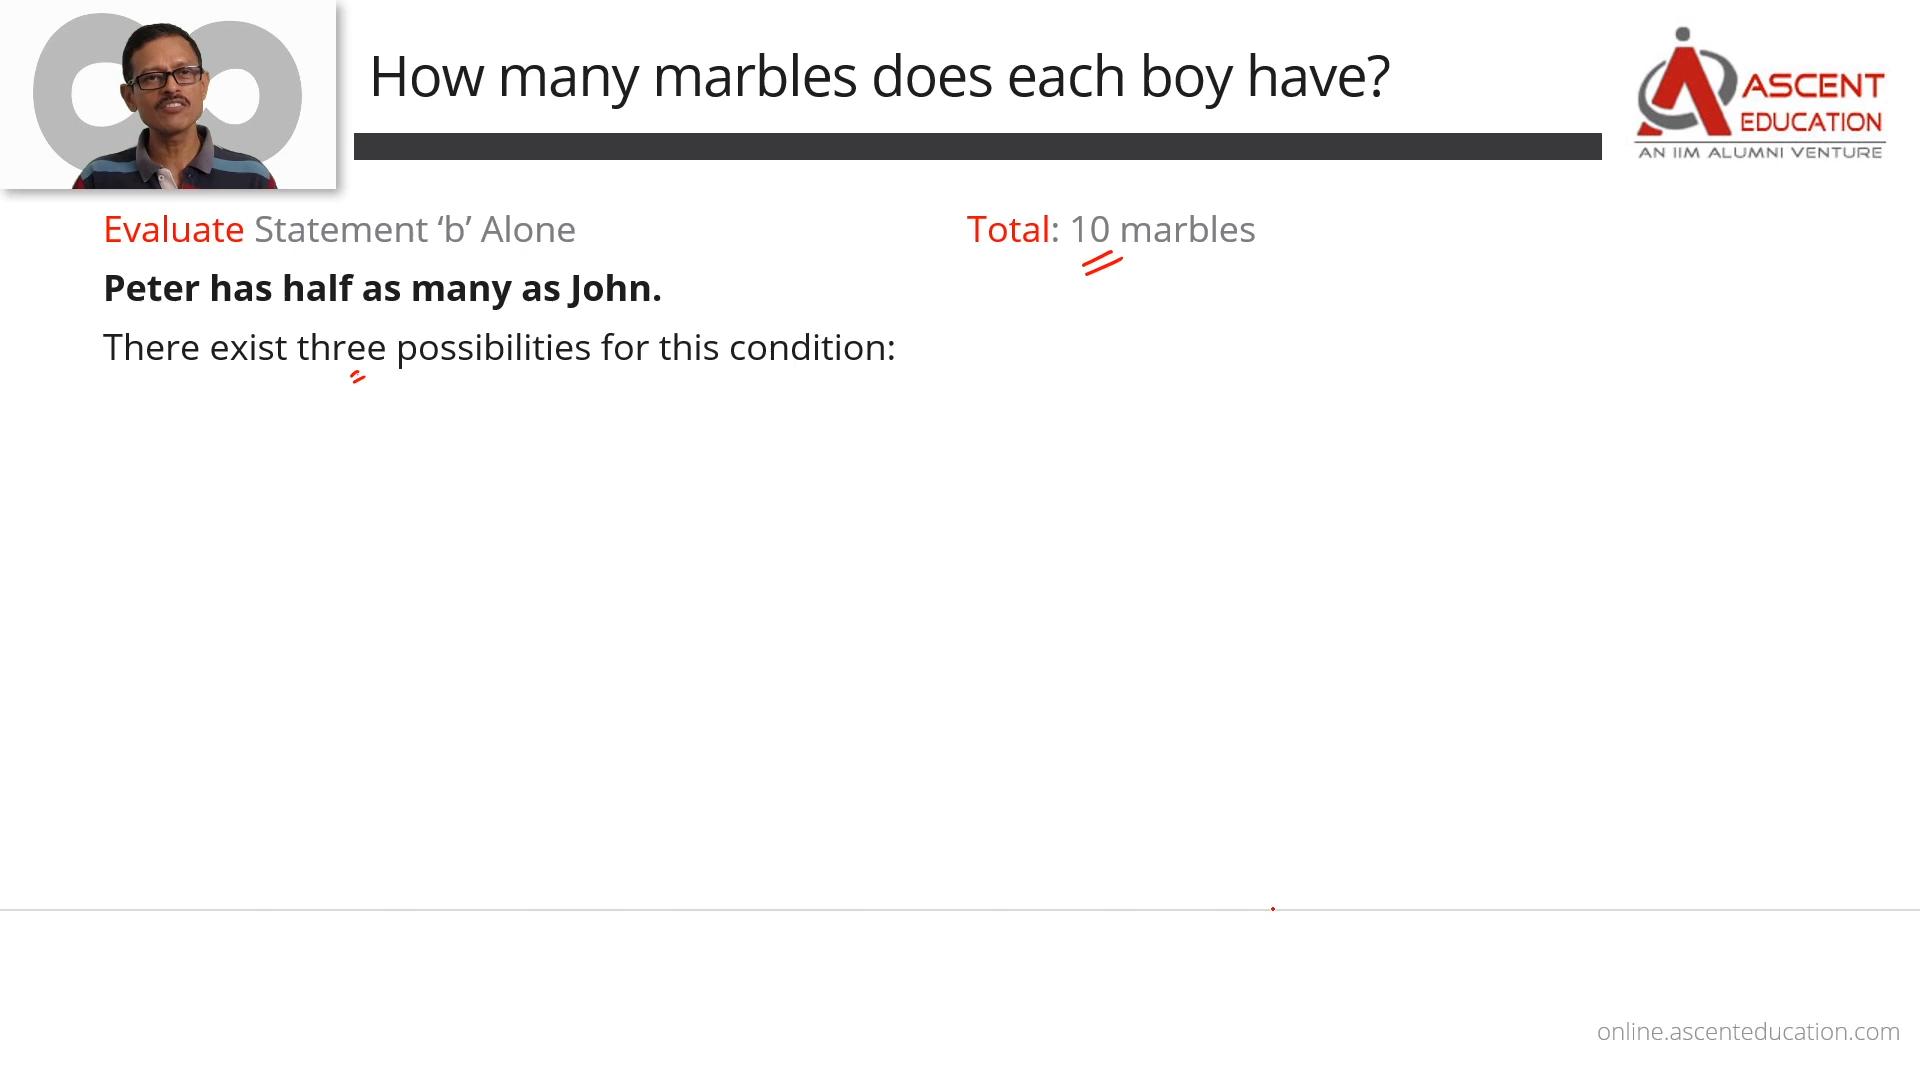 How many marbles does each boy have?
ASCENT
EDUCATION
AN IIM ALUMNI VENTURE
Evaluate Statement ‘b’ Alone
Total: 10 marbles
Peter has half as many as John.
There exist three possibilities for this condition:
online.ascenteducation.com